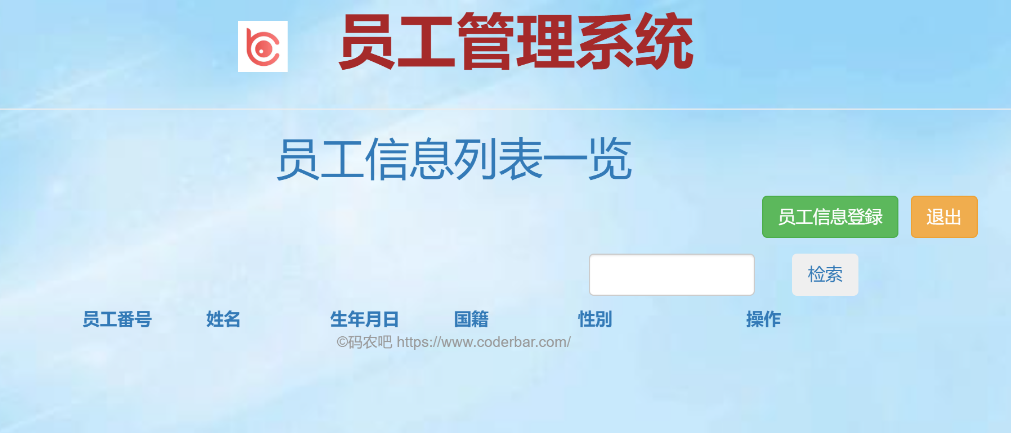 员工管理系统
员工信息列表一览
员工信息登録 退出
检索
员工番号 姓名 生年月日 国籍 性別 操作
©码农吧 https://www.coderbar.com/